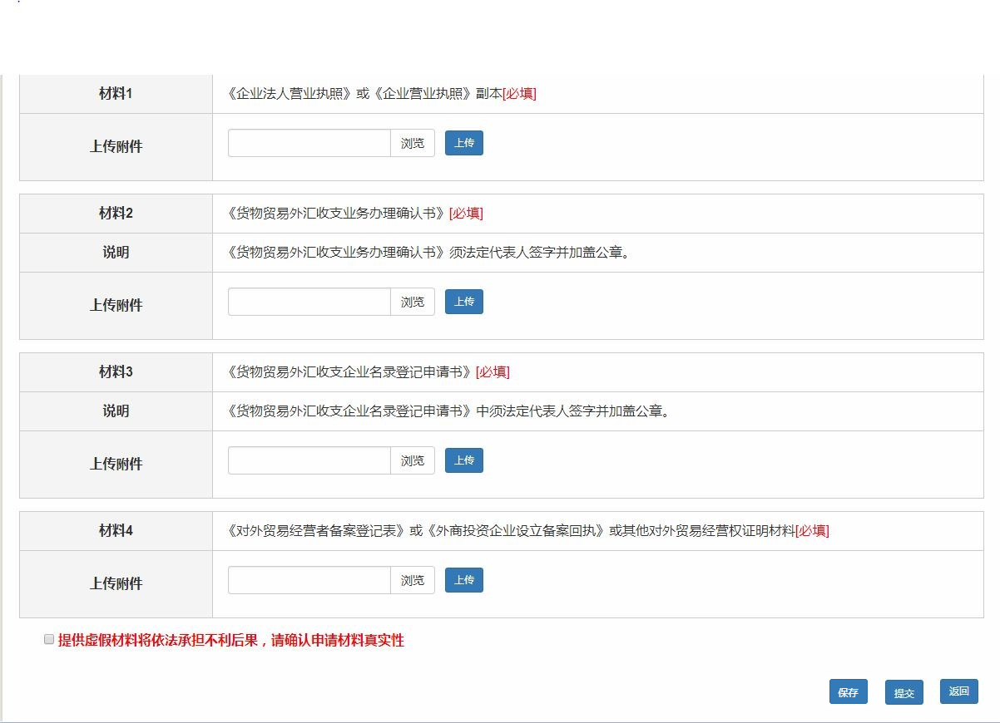 材料1
《企业法人营业执照》或《企业营业执照》副本[必填]
上传附件
浏览
上传
材料2
《货物贸易外汇收支业务办理确认书》[必填]
说明
《货物贸易外汇收支业务办理确认书》须法定代表人签字并加盖公章。
上传附件
浏览
上传
材料3
《货物贸易外汇收支企业名录登记申请书》[必填]
说明
《货物贸易外汇收支企业名录登记申请书》中须法定代表人签字并加盖公章。
上传附件
浏览
上传
材料4
《对外贸易经营者备案登记表》或《外商投资企业设立备案回执》或其他对外贸易经营权证明材料[必填]
上传附件
浏览
上传
提供虚假材料将依法承担不利后果，请确认申请材料真实性
保存
提交
返回